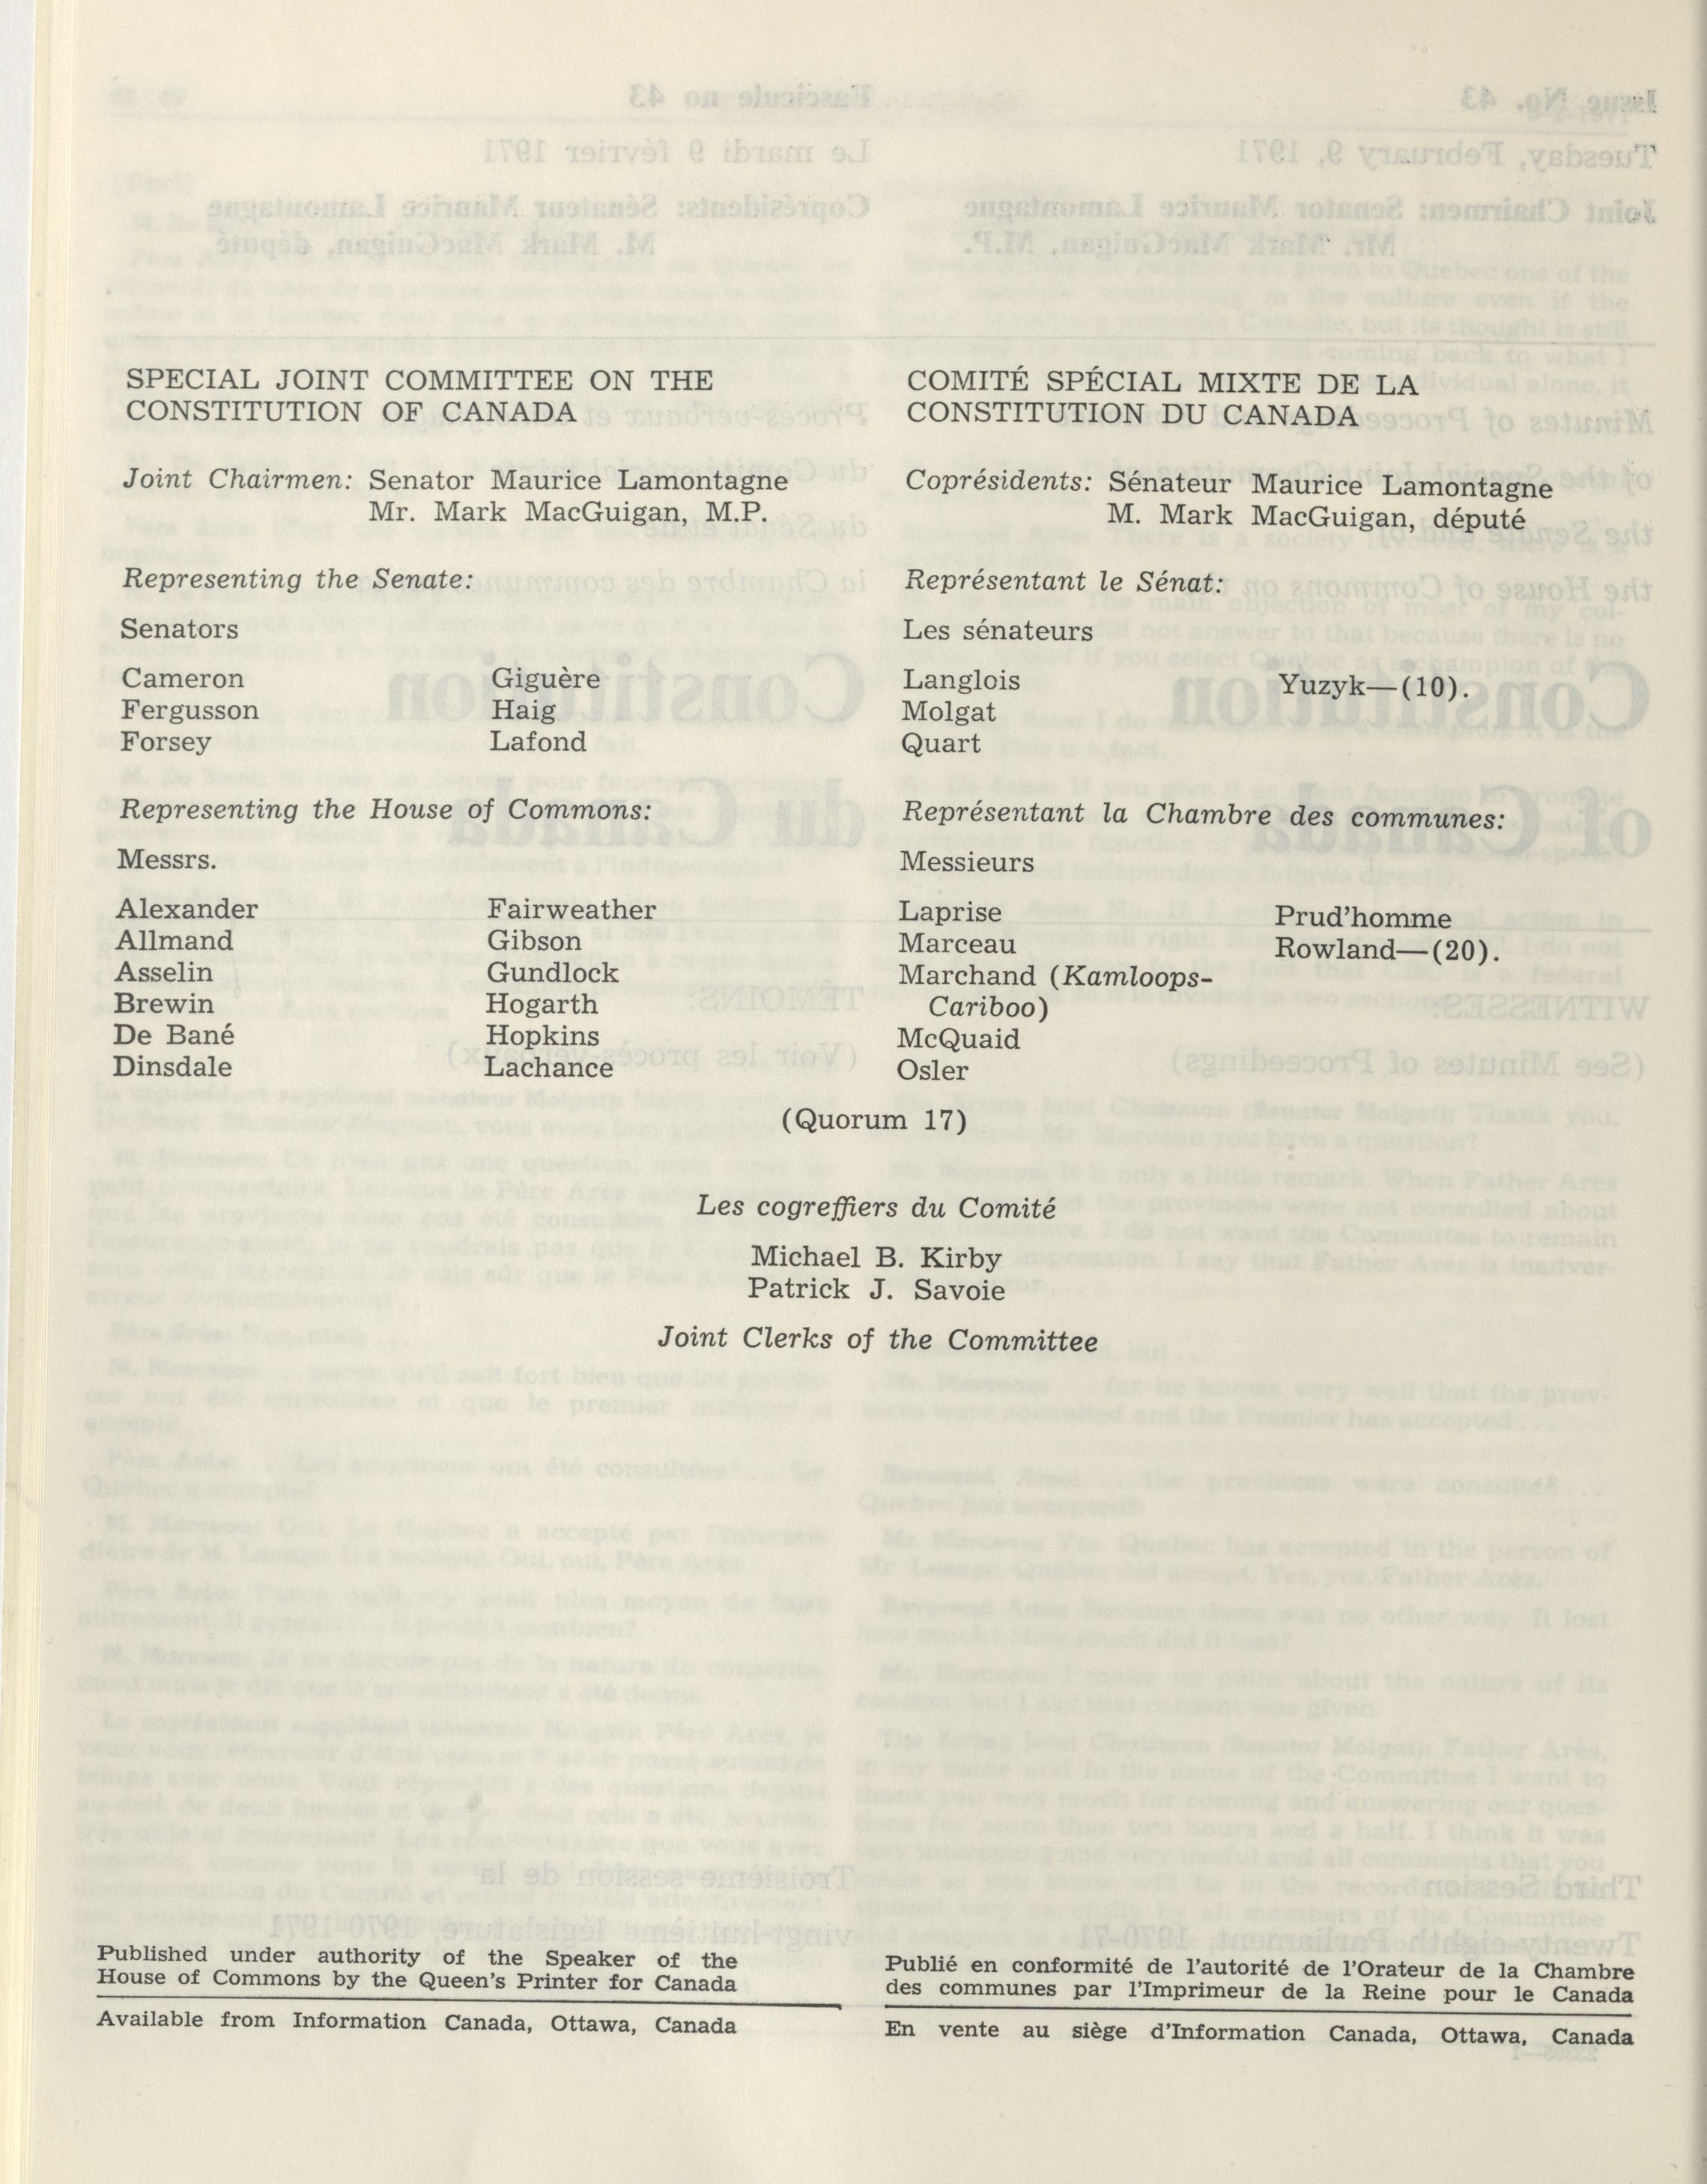 SPECIAL JOINT COMMITTEE ON THE
CONSTITUTION OF CANADA
Joint Chairmen: Senator Maurice Lamontagne
Mr. Mark MacGuigan, M.P.
Representing the Senate:
Senators
Cameron
Fergusson
Forsey
Giguère
Haig
Lafond
Representing the House of Commons:
Messrs.
Alexander
Allmand
Asselin
Brewin
De Bané
Dinsdale
Fairweather
Gibson
Gundlock
Hogarth
Hopkins
Lachance
COMITÉ SPÉCIAL MIXTE DE LA
CONSTITUTION DU CANADA
Coprésidents: Sénateur Maurice Lamontagne
M. Mark MacGuigan, député
Représentant le Sénat:
Les sénateurs
Langlois
Molgat
Quart
Yuzyk—(10).
Représentant la Chambre des communes:
Messieurs
Laprise
Marceau
Marchand (Kamloops-
Cariboo)
McQuaid
Osler
Prud'homme
Rowland—(20).
(Quorum 17)
Les cogreffiers du Comité
Michael B. Kirby
Patrick J. Savoie
Joint Clerks of the Committee
Published under authority of the Speaker of the
House of Commons by the Queen's Printer for Canada
Available from Information Canada, Ottawa, Canada
Publié en conformité de l'autorité de l'Orateur de la Chambre
des communes par l'Imprimeur de la Reine pour le Canada
En vente au siège d'Information Canada, Ottawa, Canada